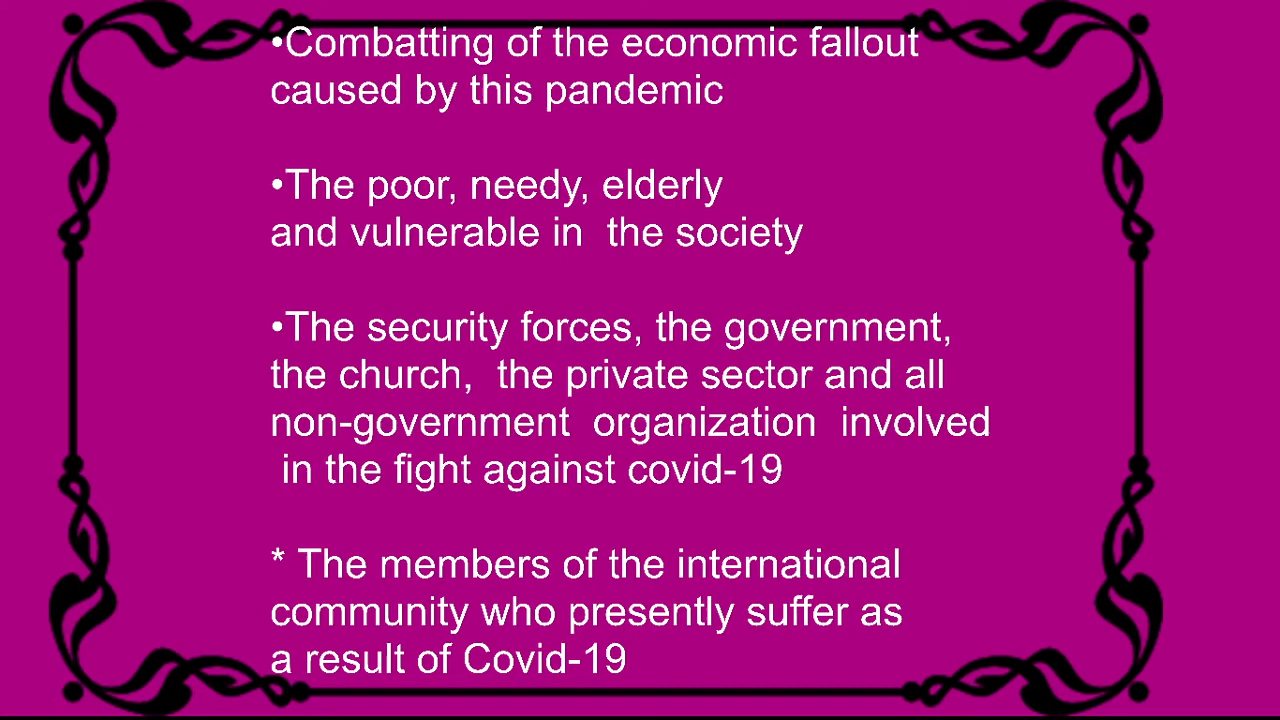 •Combatting of the economic fallout
caused by this pandemic
•The poor, needy, elderly
and vulnerable in  the society
•The security forces, the government,
the church,  the private sector and all
non-government  organization  involved
in the fight against covid-19
* The members of the international
community who presently suffer as
a result of Covid-19